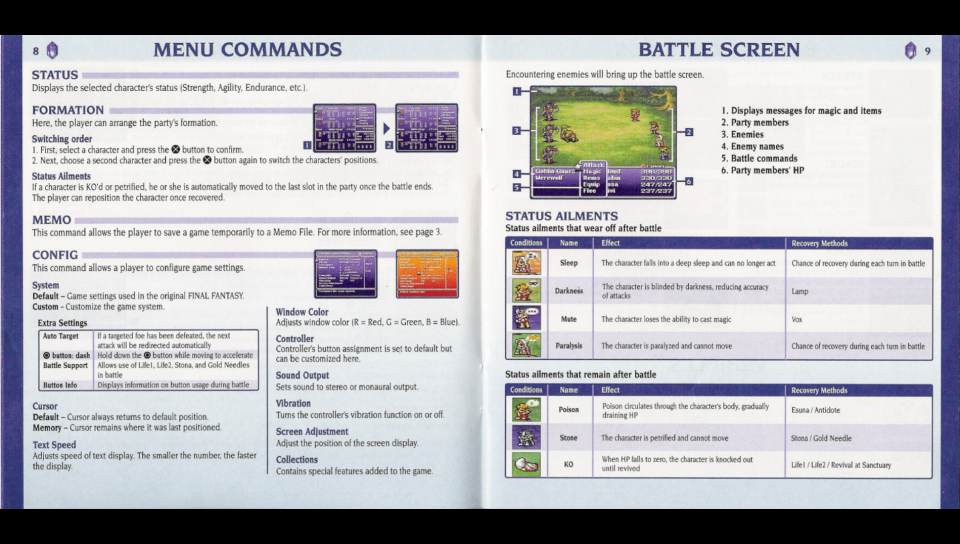 8
MENU COMMANDS
STATUS
Displays the selected character's status (Strength, Agility, Endurance, etc.).
FORMATION
Here, the player can arrange the party's formation.
Switching order
1. First, select a character and press the ⊗ button to confirm.
2. Next, choose a second character and press the ⊗ button again to switch the characters' positions.
1
2
Status Ailments
If a character is KO'd or petrified, he or she is automatically moved to the last slot in the party once the battle ends.
The player can reposition the character once recovered.
MEMO
This command allows the player to save a game temporarily to a Memo File. For more information, see page 3.
CONFIG
This command allows a player to configure game settings.
System
Default – Game settings used in the original FINAL FANTASY.
Custom - Customize the game system.
Extra Settings
Auto Target If a targeted foe has been defeated, the next
attack will be redirected automatically
button: dash Hold down the button while moving to accelerate
Battle Support Allows use of Life1, Life2, Stona, and Gold Needles
in battle
Button Info Displays information on button usage during battle
Cursor
Default – Cursor always returns to default position.
Memory – Cursor remains where it was last positioned.
Text Speed
Adjusts speed of text display. The smaller the number, the faster
the display.
Window Color
Adjusts window color (R = Red, G = Green, B = Blue).
Controller
Controller's button assignment is set to default but
can be customized here.
Sound Output
Sets sound to stereo or monaural output.
Vibration
Turns the controller's vibration function on or off.
Screen Adjustment
Adjust the position of the screen display.
Collections
Contains special features added to the game.
BATTLE SCREEN
9
Encountering enemies will bring up the battle screen.
1
2
3
4
5
6
Goblin Guard
Werewolf
Attack
Magic
Items
Equip
Flee
330/330
247/247
237/237
1. Displays messages for magic and items
2. Party members
3. Enemies
4. Enemy names
5. Battle commands
6. Party members' HP
STATUS AILMENTS
Status ailments that wear off after battle
Conditions Name Effect Recovery Methods
Sleep The character falls into a deep sleep and can no longer act Chance of recovery during each turn in battle
Darkness The character is blinded by darkness, reducing accuracy
of attacks Lamp
Mute The character loses the ability to cast magic Vox
Paralysis The character is paralyzed and cannot move Chance of recovery during each turn in battle
Status ailments that remain after battle
Conditions Name Effect Recovery Methods
Poison Poison circulates through the character's body, gradually
draining HP Esuna / Antidote
Stone The character is petrified and cannot move Stona / Gold Needle
KO When HP falls to zero, the character is knocked out
until revived Life1 / Life2 / Revival at Sanctuary